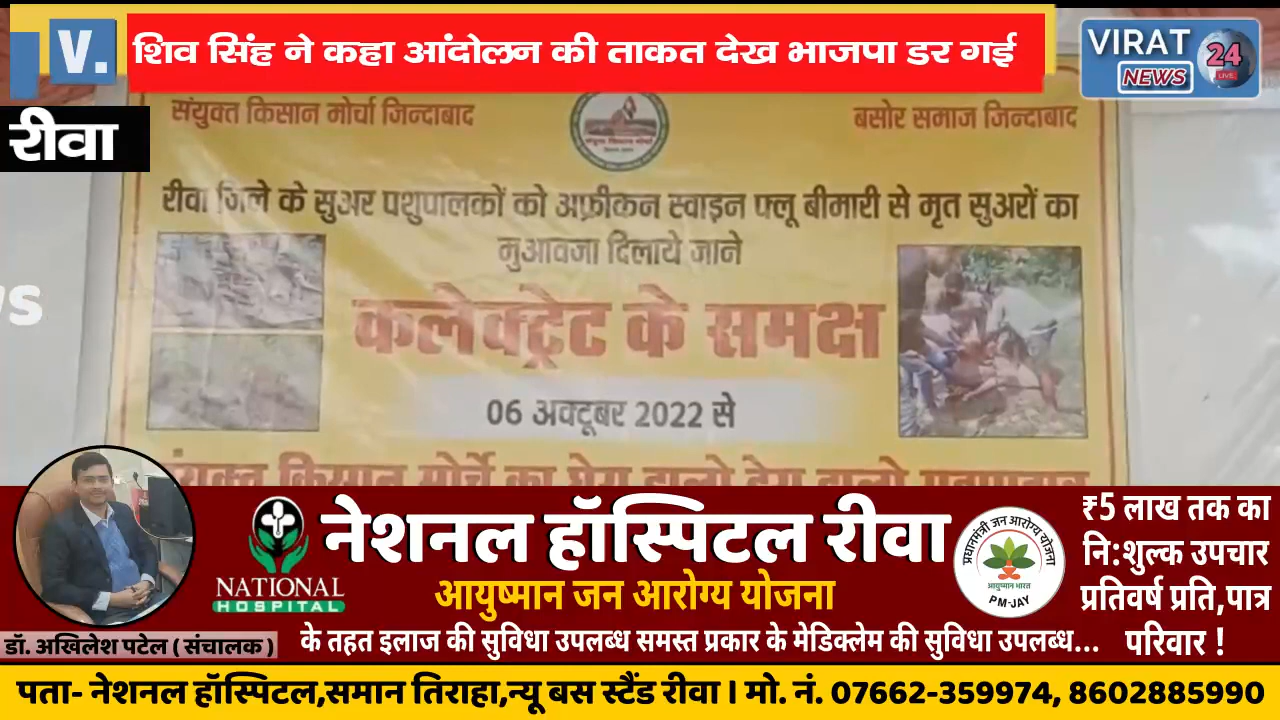 V.
शिव सिंह ने कहा आंदोलन की ताकत देख भाजपा डर गई
VIRAT
NEWS
24
LIVE
रीवा
संयुक्त किसान मोर्चा जिन्दाबाद
बसोर समाज जिन्दाबाद
रीवा जिले के सुअर पशुपालकों को अफ्रीकन स्वाइन फ्लू बीमारी से मृत सुअरों का
मुआवजा दिलाये जाने
कलेक्ट्रेट के समक्ष
06 अक्टूबर 2022 से
संयुक्त किसान मोर्चे का घेरा डालो डेरा डालो
NATIONAL
HOSPITAL
नेशनल हॉस्पिटल रीवा
आयुष्मान जन आरोग्य योजना
के तहत इलाज की सुविधा उपलब्ध समस्त प्रकार के मेडिक्लेम की सुविधा उपलब्ध...
प्रधानमंत्री जन आरोग्य योजना
आयुष्मान भारत
PM-JAY
₹5 लाख तक का
नि:शुल्क उपचार
प्रतिवर्ष प्रति,पात्र
परिवार !
डॉ. अखिलेश पटेल ( संचालक )
पता- नेशनल हॉस्पिटल,समान तिराहा,न्यू बस स्टैंड रीवा । मो. नं. 07662-359974, 8602885990